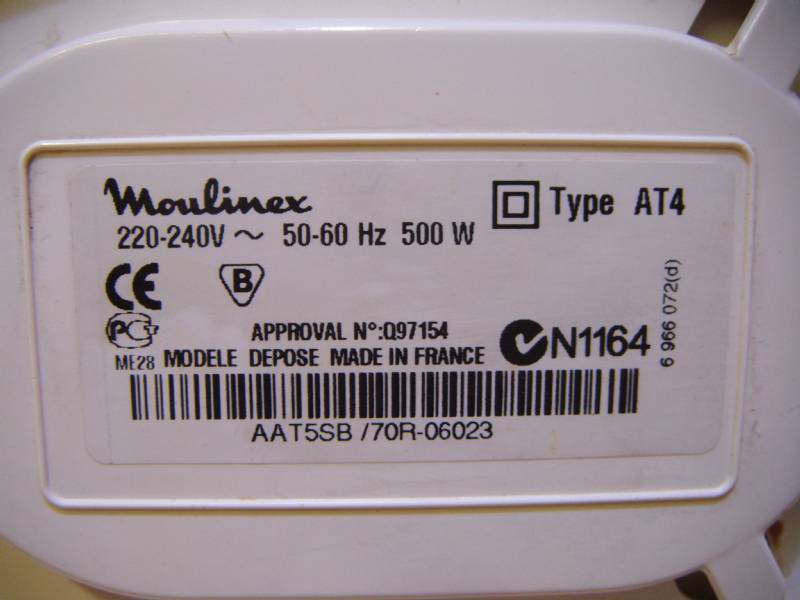 Moulinex
Type AT4
220-240V ~ 50-60 Hz 500 W
CE
B
PCT
ME28
APPROVAL N°:Q97154
MODELE DEPOSE MADE IN FRANCE
N1164
6 966 072(d)
AAT5SB /70R-06023